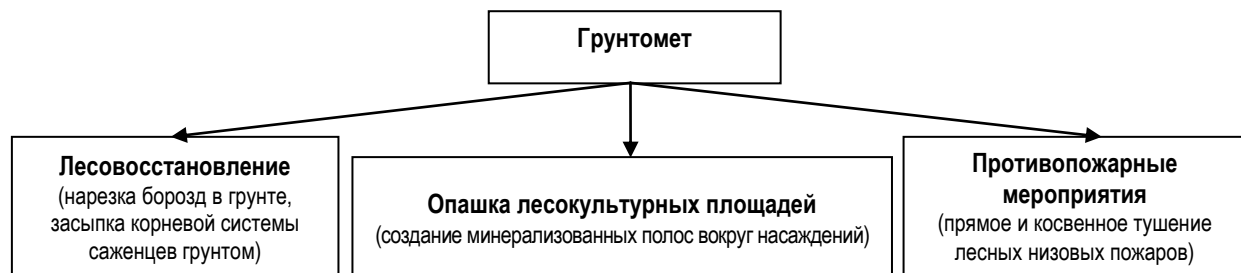 Грунтомет
Лесовосстановление
(нарезка борозд в грунте,
засыпка корневой системы
саженцев грунтом)
Опашка лесокультурных площадей
(создание минерализованных полос вокруг насаждений)
Противопожарные
мероприятия
(прямое и косвенное тушение
лесных низовых пожаров)